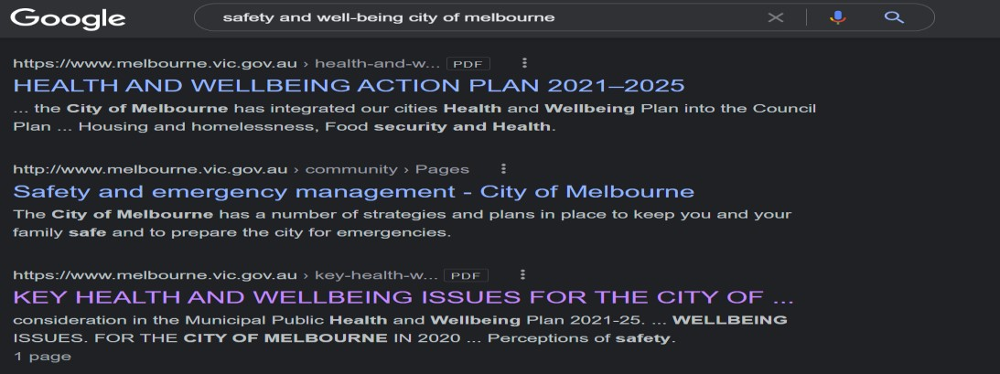 Google safety and well-being city of melbourne
https://www.melbourne.vic.gov.au › health-and-w... PDF
HEALTH AND WELLBEING ACTION PLAN 2021–2025
... the City of Melbourne has integrated our cities Health and Wellbeing Plan into the Council
Plan ... Housing and homelessness, Food security and Health.
http://www.melbourne.vic.gov.au › community › Pages
Safety and emergency management - City of Melbourne
The City of Melbourne has a number of strategies and plans in place to keep you and your
family safe and to prepare the city for emergencies.
https://www.melbourne.vic.gov.au › key-health-w... PDF
KEY HEALTH AND WELLBEING ISSUES FOR THE CITY OF ...
consideration in the Municipal Public Health and Wellbeing Plan 2021-25. ... WELLBEING
ISSUES. FOR THE CITY OF MELBOURNE IN 2020 ... Perceptions of safety.
1 page